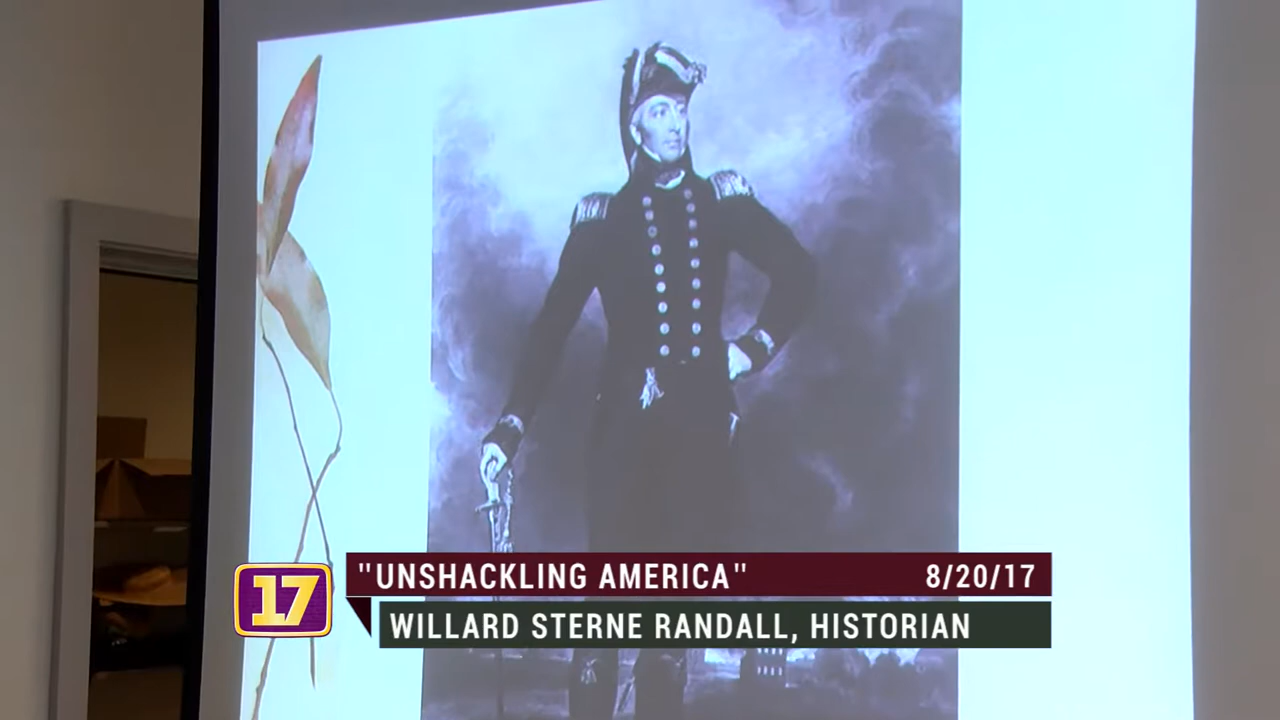 "UNSHACKLING AMERICA" 8/20/17
17
WILLARD STERNE RANDALL, HISTORIAN